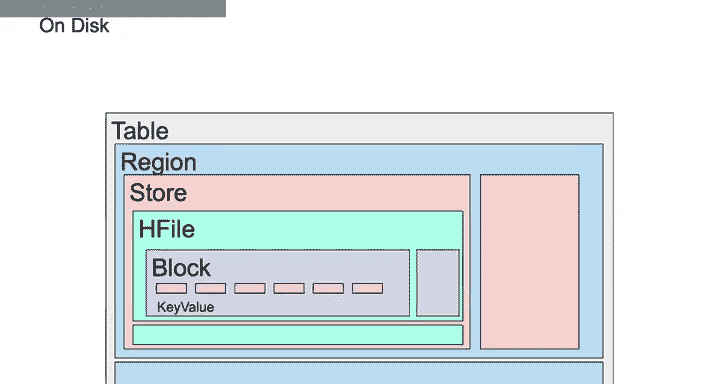 On Disk
Table
Region
Store
HFile
Block
KeyValue